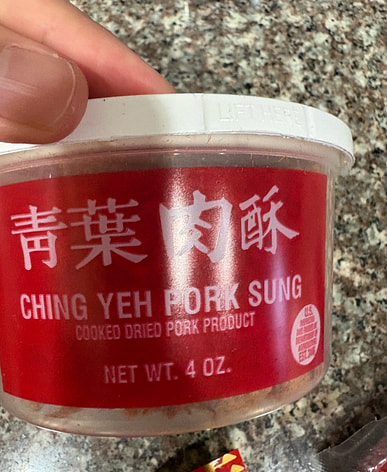 LIFT HERE
青葉肉酥
CHING YEH PORK SUNG
COOKED DRIED PORK PRODUCT
NET WT. 4 OZ.
U.S.